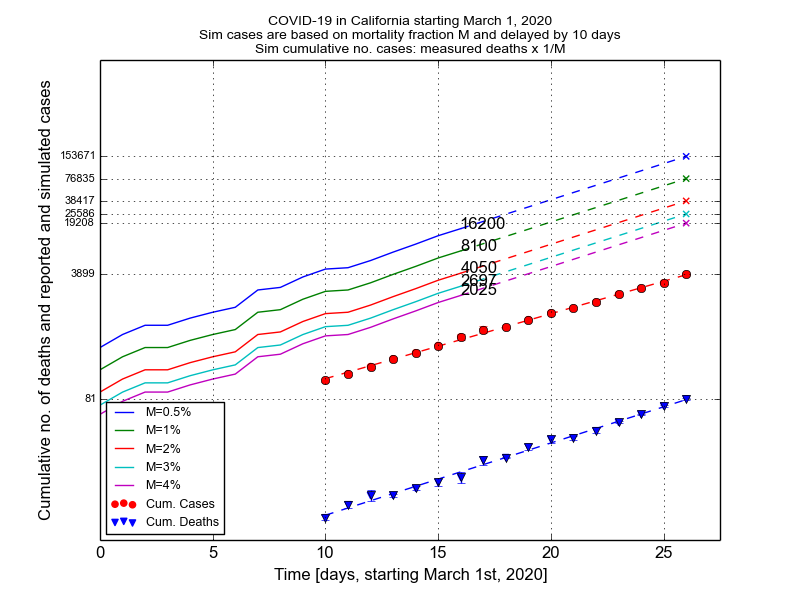 COVID-19 in California starting March 1, 2020
Sim cases are based on mortality fraction M and delayed by 10 days
Sim cumulative no. cases: measured deaths x 1/M
Cumulative no. of deaths and reported and simulated cases
153671
76835
38417
25586
19208
3899
81
16200
8100
4050
2697
2025
M=0.5%
M=1%
M=2%
M=3%
M=4%
Cum. Cases
Cum. Deaths
0 5 10 15 20 25
Time [days, starting March 1st, 2020]